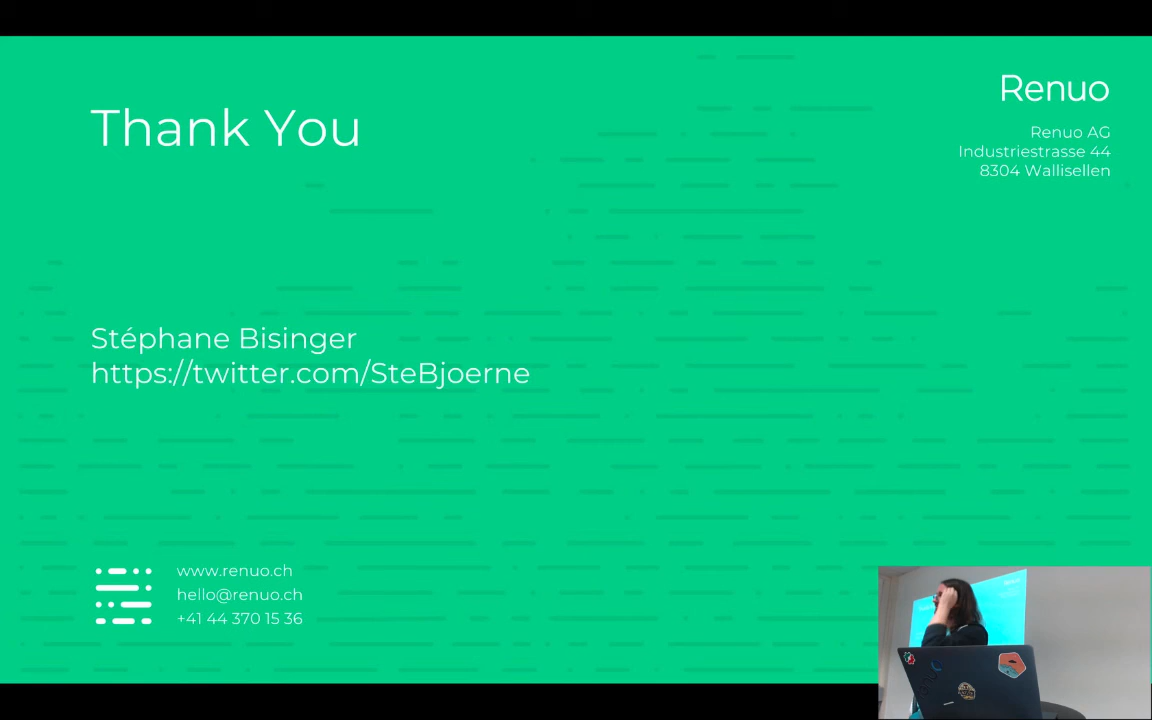 Thank You
Renuo
Renuo AG
Industriestrasse 44
8304 Wallisellen
Stéphane Bisinger
https://twitter.com/SteBjoerne
www.renuo.ch
hello@renuo.ch
+41 44 370 15 36